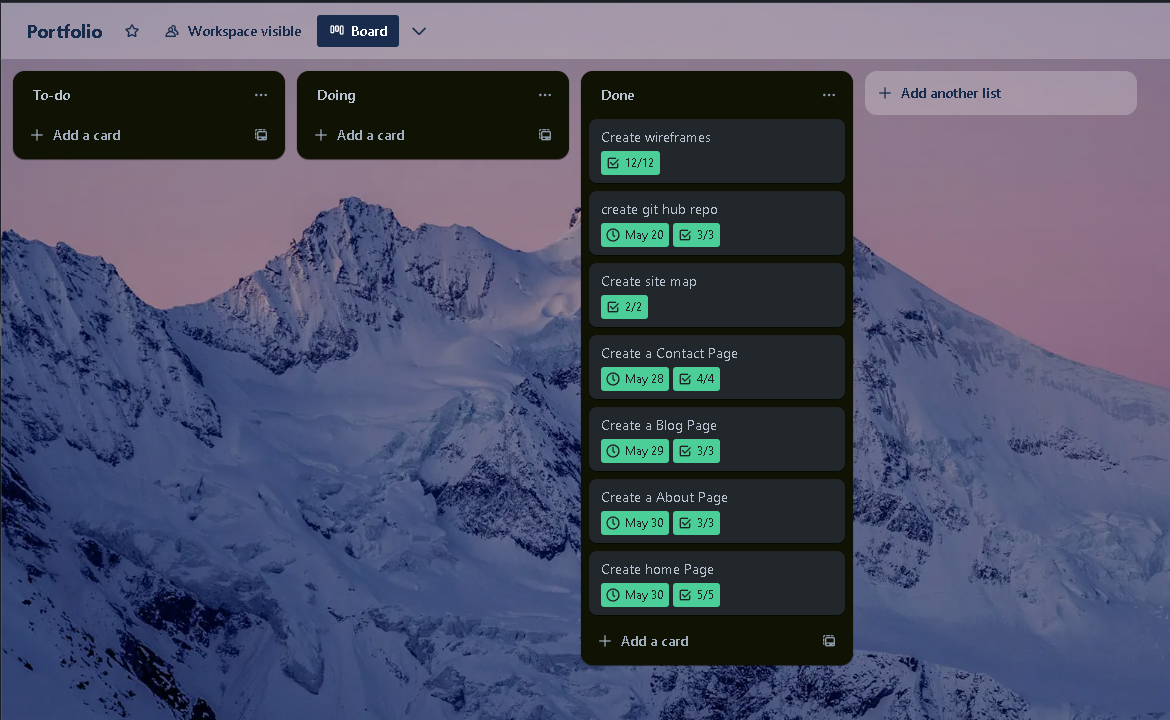 Portfolio
Workspace visible
Board
To-do
Add a card
Doing
Add a card
Done
Create wireframes
12/12
create git hub repo
May 20 3/3
Create site map
2/2
Create a Contact Page
May 28 4/4
Create a Blog Page
May 29 3/3
Create a About Page
May 30 3/3
Create home Page
May 30 5/5
Add a card
Add another list